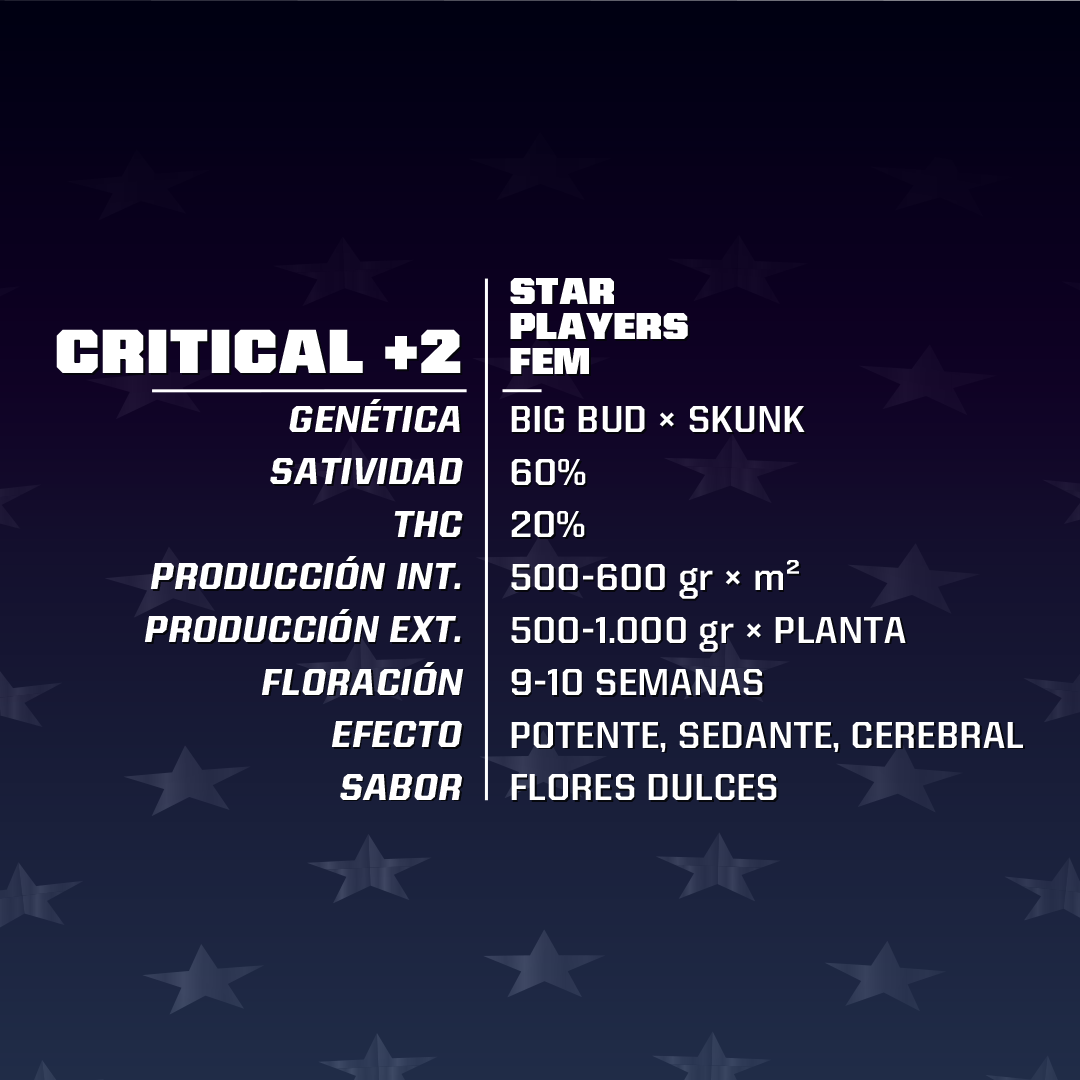 CRITICAL +2
STAR
PLAYERS
FEM
GENÉTICA BIG BUD × SKUNK
SATIVIDAD 60%
THC 20%
PRODUCCIÓN INT. 500-600 gr × m²
PRODUCCIÓN EXT. 500-1.000 gr × PLANTA
FLORACIÓN 9-10 SEMANAS
EFECTO POTENTE, SEDANTE, CEREBRAL
SABOR FLORES DULCES